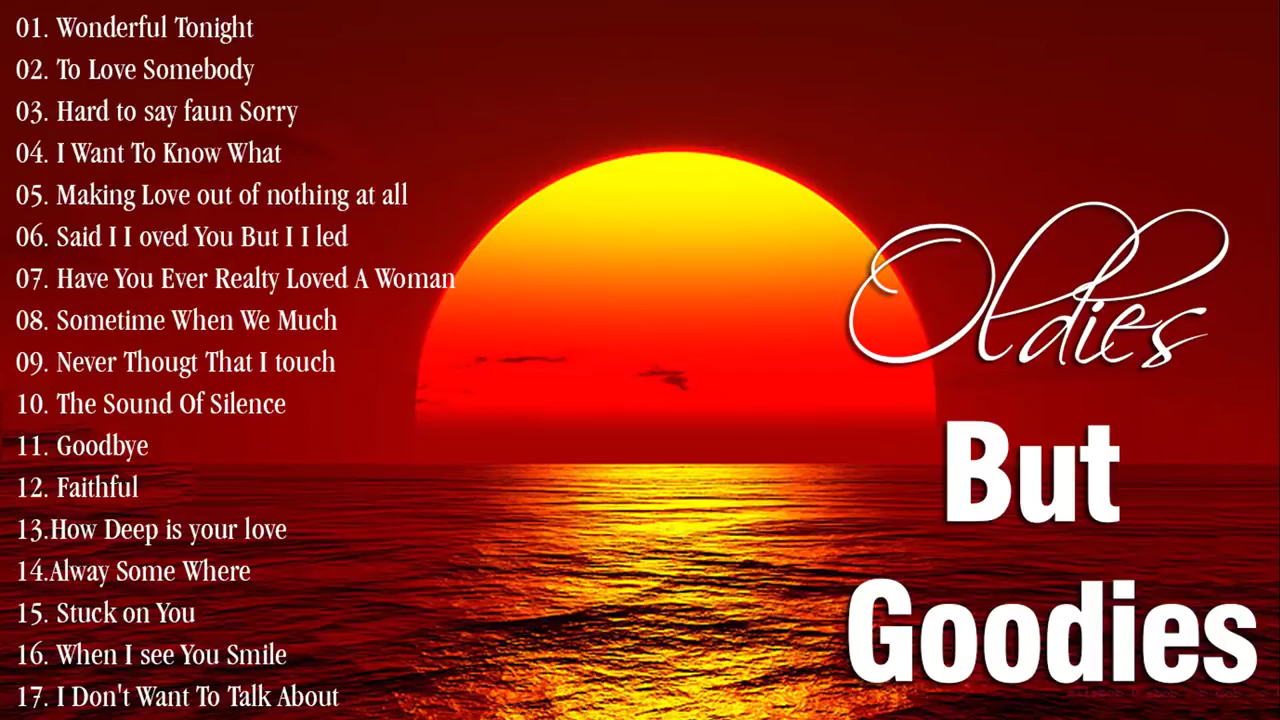 01. Wonderful Tonight
02. To Love Somebody
03. Hard to say faun Sorry
04. I Want To Know What
05. Making Love out of nothing at all
06. Said I I oved You But I I led
07. Have You Ever Realty Loved A Woman
08. Sometime When We Much
09. Never Thougt That I touch
10. The Sound Of Silence
11. Goodbye
12. Faithful
13.How Deep is your love
14.Alway Some Where
15. Stuck on You
16. When I see You Smile
17. I Don't Want To Talk About
Oldies
But
Goodies